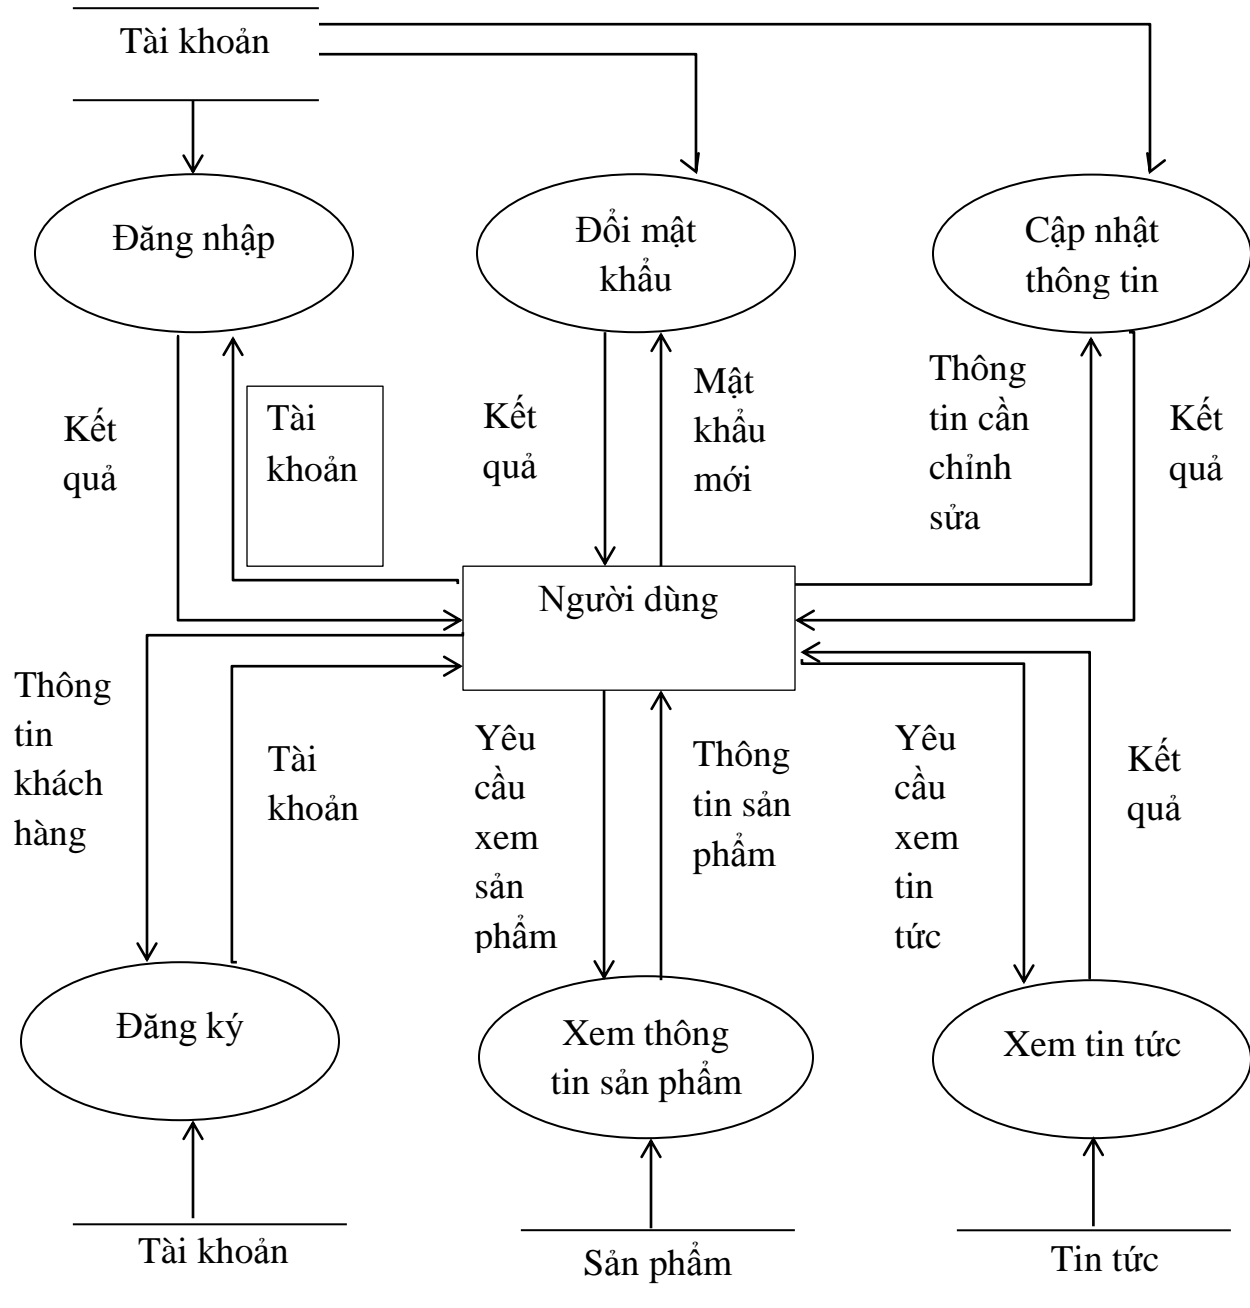 Tài khoản
Đăng nhập
Đổi mật
khẩu
Cập nhật
thông tin
Kết
quả
Tài
khoản
Kết
quả
Mật
khẩu
mới
Thông
tin cần
chỉnh
sửa
Kết
quả
Người dùng
Thông
tin
khách
hàng
Tài
khoản
Yêu
cầu
xem
sản
phẩm
Thông
tin sản
phẩm
Yêu
cầu
xem
tin
tức
Kết
quả
Đăng ký
Xem thông
tin sản phẩm
Xem tin tức
Tài khoản
Sản phẩm
Tin tức